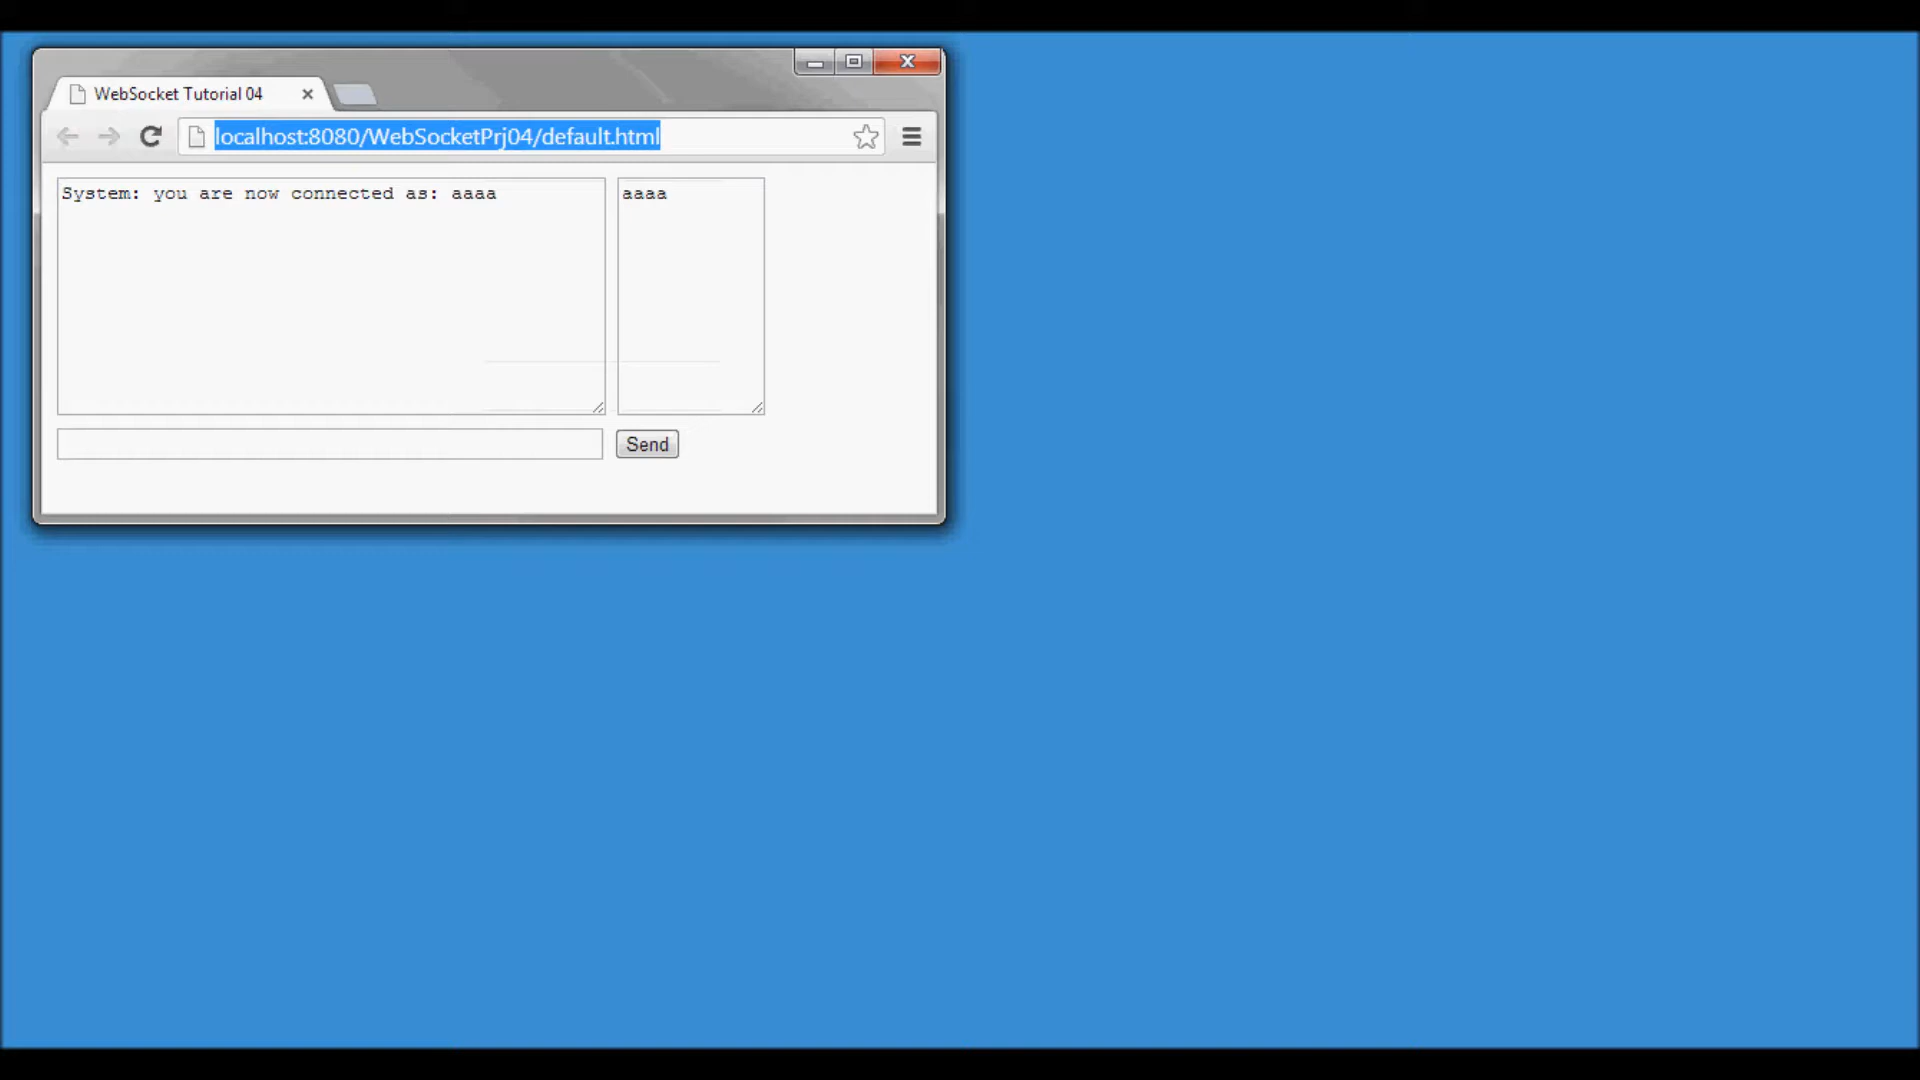 WebSocket Tutorial 04
localhost:8080/WebSocketPrj04/default.html
System: you are now connected as: aaaa
aaaa
Send